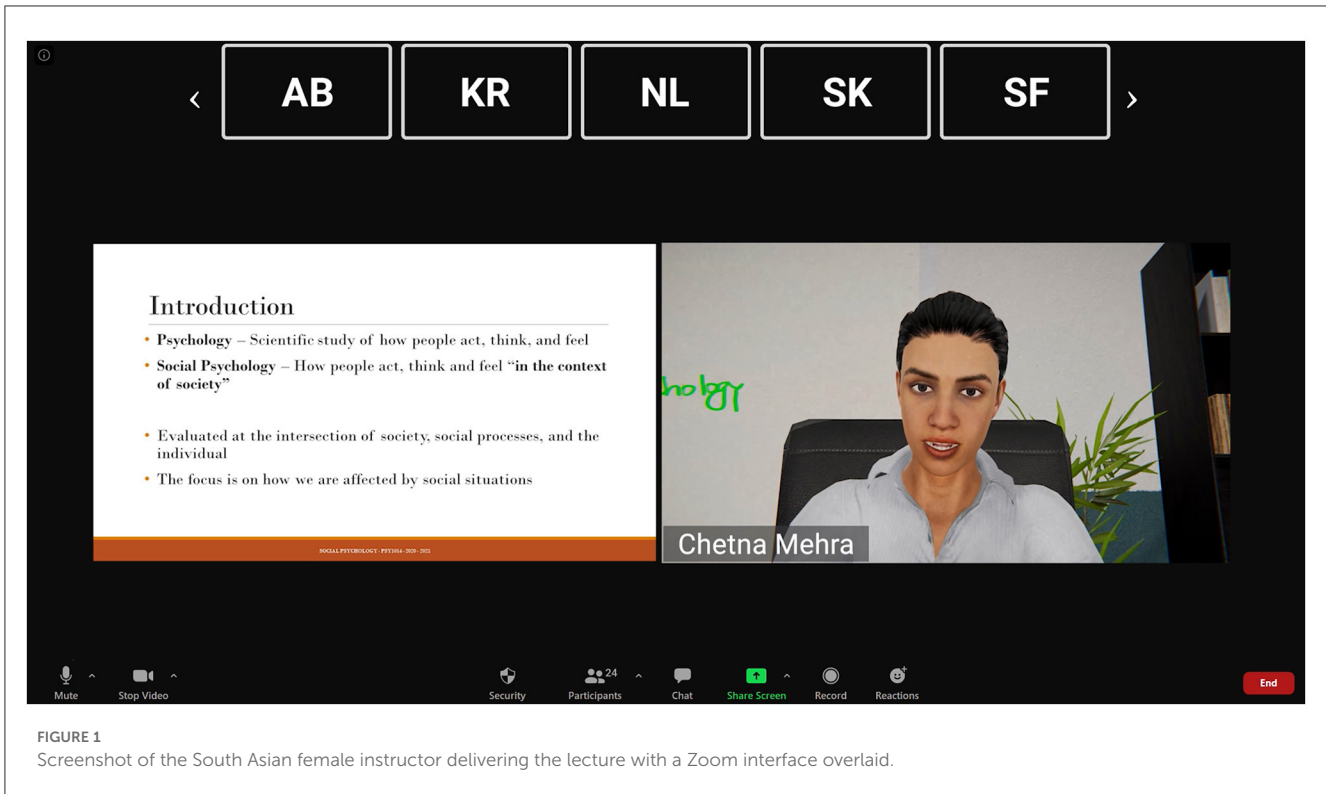 AB
KR
NL
SK
SF
Introduction
• Psychology – Scientific study of how people act, think, and feel
• Social Psychology – How people act, think and feel “in the context
of society”
• Evaluated at the intersection of society, social processes, and the
individual
• The focus is on how we are affected by social situations
SOCIAL PSYCHOLOGY - PSY1014 - 2020 - 2021
hology
Chetna Mehra
Mute
Stop Video
Security
24
Participants
Chat
Share Screen
Record
Reactions
End
FIGURE 1
Screenshot of the South Asian female instructor delivering the lecture with a Zoom interface overlaid.